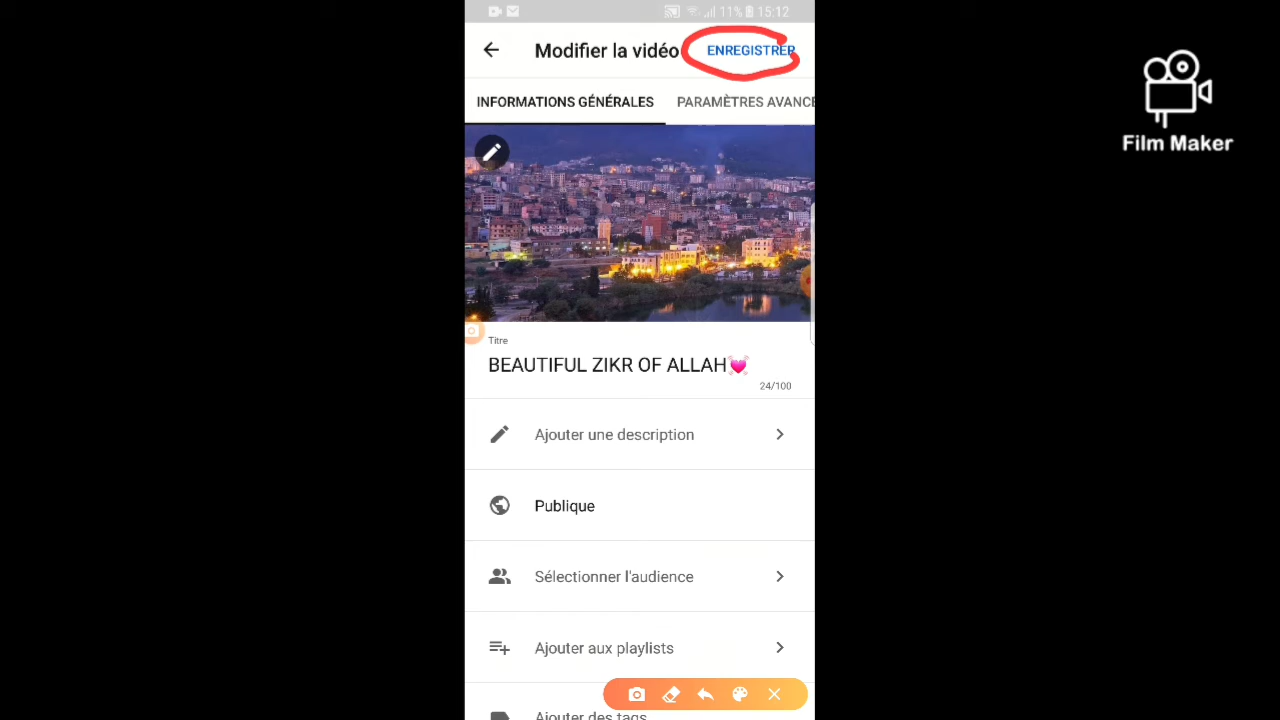 11% 15:12
Modifier la vidéo ENREGISTRER
INFORMATIONS GÉNÉRALES PARAMÈTRES AVANCÉ
Film Maker
Titre
BEAUTIFUL ZIKR OF ALLAH💓
24/100
Ajouter une description
Publique
Sélectionner l'audience
Ajouter aux playlists
Ajouter des tags